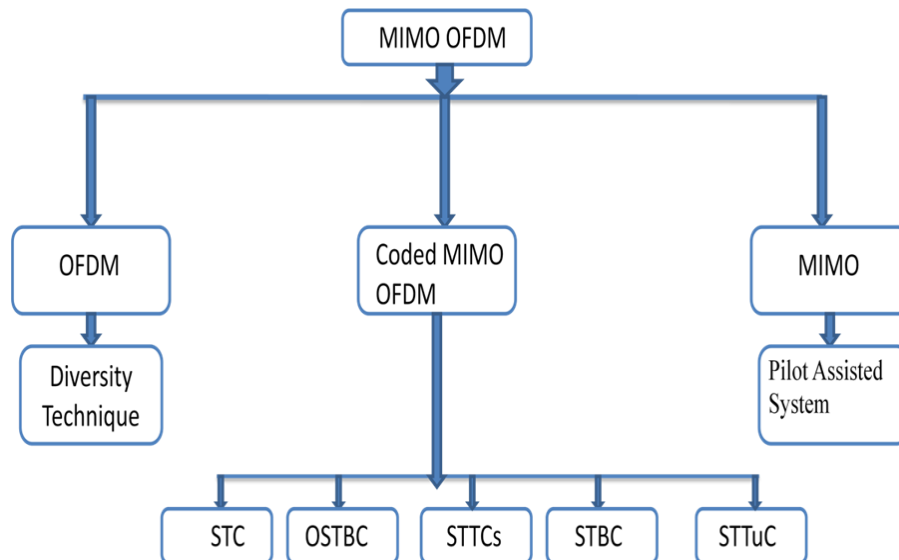 MIMO OFDM
OFDM
Coded MIMO
OFDM
MIMO
Diversity
Technique
Pilot Assisted
System
STC
OSTBC
STTCs
STBC
STTuC